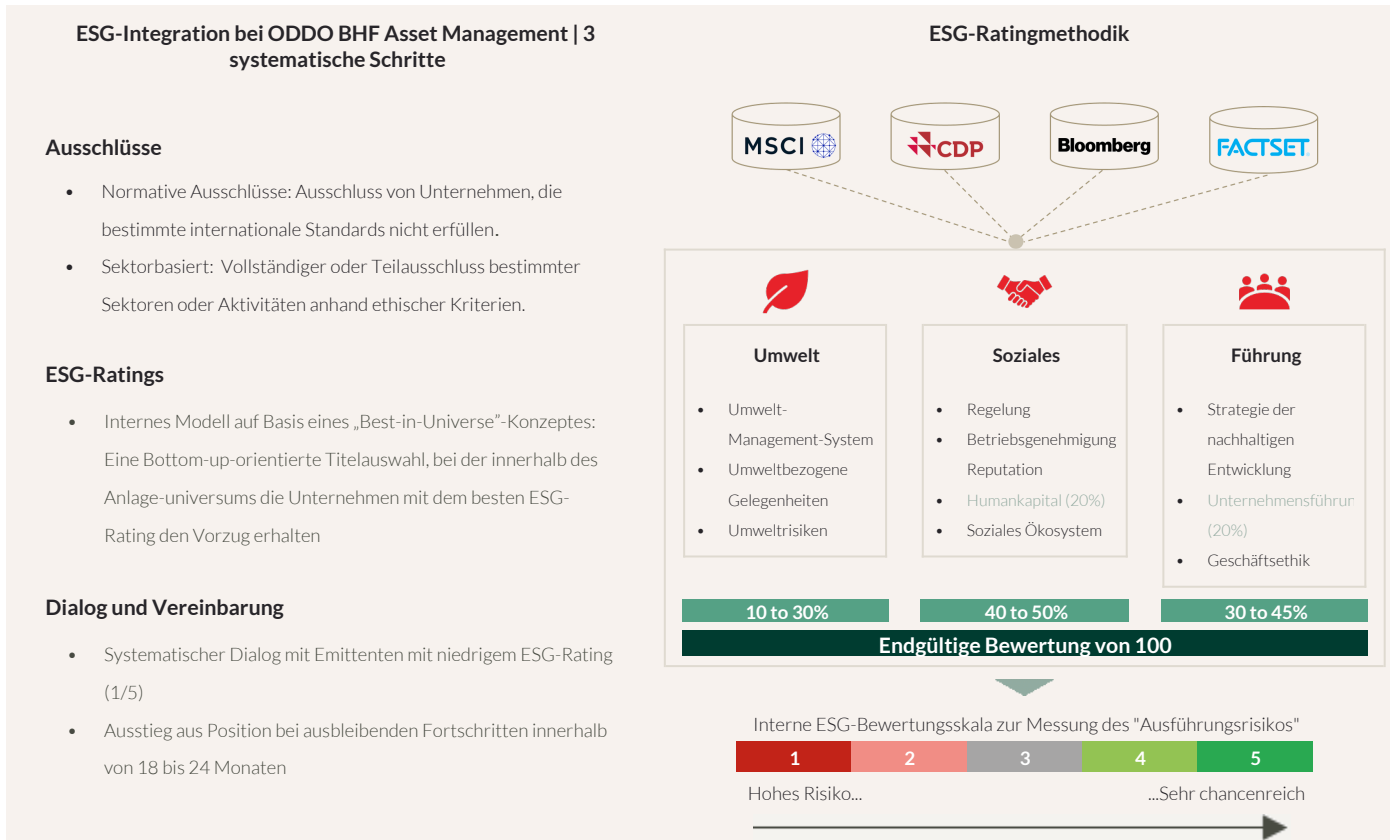 ESG-Integration bei ODDO BHF Asset Management | 3
systematische Schritte
Ausschlüsse
• Normative Ausschlüsse: Ausschluss von Unternehmen, die
bestimmte internationale Standards nicht erfüllen.
• Sektorbasiert: Vollständiger oder Teilausschluss bestimmter
Sektoren oder Aktivitäten anhand ethischer Kriterien.
ESG-Ratings
• Internes Modell auf Basis eines „Best-in-Universe”-Konzeptes:
Eine Bottom-up-orientierte Titelauswahl, bei der innerhalb des
Anlage-universums die Unternehmen mit dem besten ESG-
Rating den Vorzug erhalten
Dialog und Vereinbarung
• Systematischer Dialog mit Emittenten mit niedrigem ESG-Rating
(1/5)
• Ausstieg aus Position bei ausbleibenden Fortschritten innerhalb
von 18 bis 24 Monaten
ESG-Ratingmethodik
MSCI
CDP
Bloomberg
FACTSET
Umwelt
• Umwelt-
Management-System
• Umweltbezogene
Gelegenheiten
• Umweltrisiken
10 to 30%
Soziales
• Regelung
• Betriebsgenehmigung
Reputation
• Humankapital (20%)
• Soziales Ökosystem
40 to 50%
Führung
• Strategie der
nachhaltigen
Entwicklung
• Unternehmensführun
(20%)
• Geschäftsethik
30 to 45%
Endgültige Bewertung von 100
Interne ESG-Bewertungsskala zur Messung des "Ausführungsrisikos"
1 2 3 4 5
Hohes Risiko... ...Sehr chancenreich